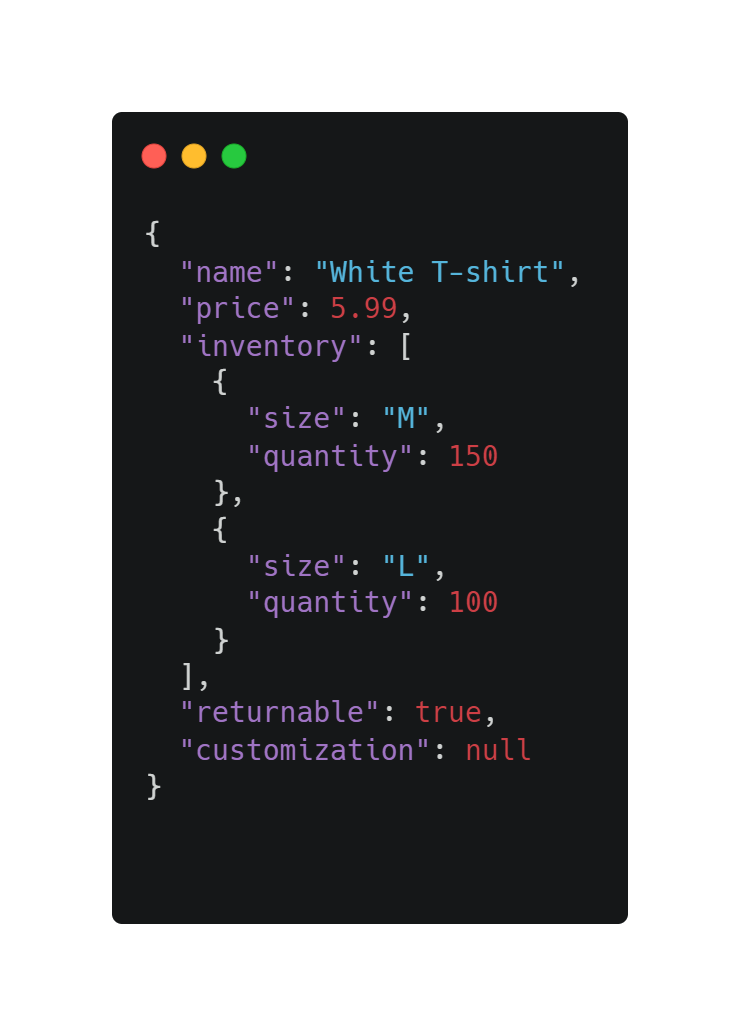 {
  "name": "White T-shirt",
  "price": 5.99,
  "inventory": [
    {
      "size": "M",
      "quantity": 150
    },
    {
      "size": "L",
      "quantity": 100
    }
  ],
  "returnable": true,
  "customization": null
}